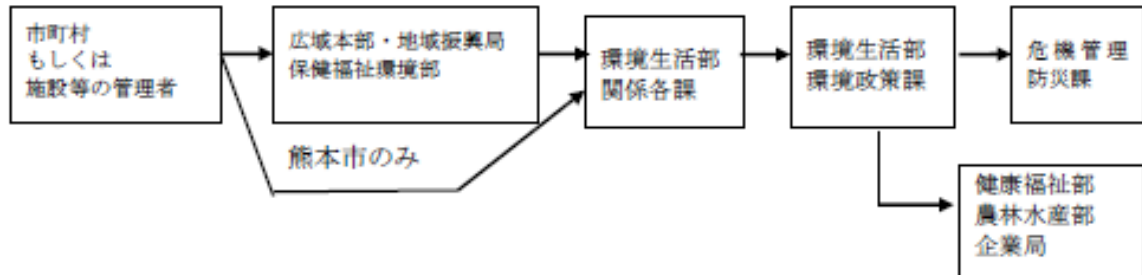 市町村
もしくは
施設等の管理者
広域本部・地域振興局
保健福祉環境部
環境生活部
関係各課
環境生活部
環境政策課
危機管理
防災課
熊本市のみ
健康福祉部
農林水産部
企業局